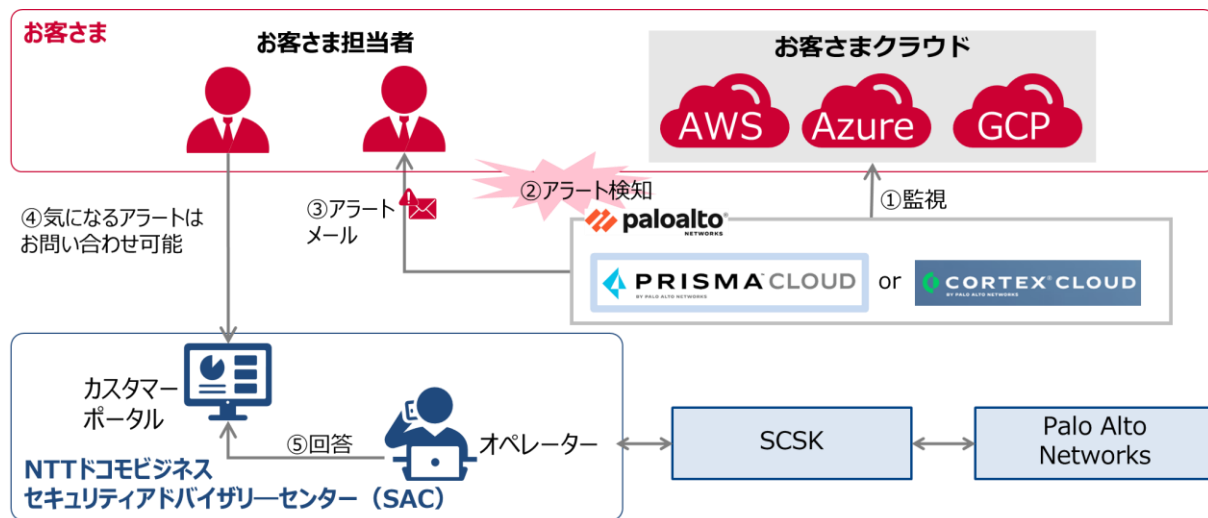 お客さま
お客さま担当者
お客さまクラウド
AWS
Azure
GCP
②アラート検知
①監視
④気になるアラートは
お問い合わせ可能
③アラート
メール
paloalto®
NETWORKS
PRISMA™ CLOUD
BY PALO ALTO NETWORKS
or
CORTEX® CLOUD
BY PALO ALTO NETWORKS
カスタマー
ポータル
⑤回答
オペレーター
SCSK
Palo Alto
Networks
NTTドコモビジネス
セキュリティアドバイザリ―センター（SAC）